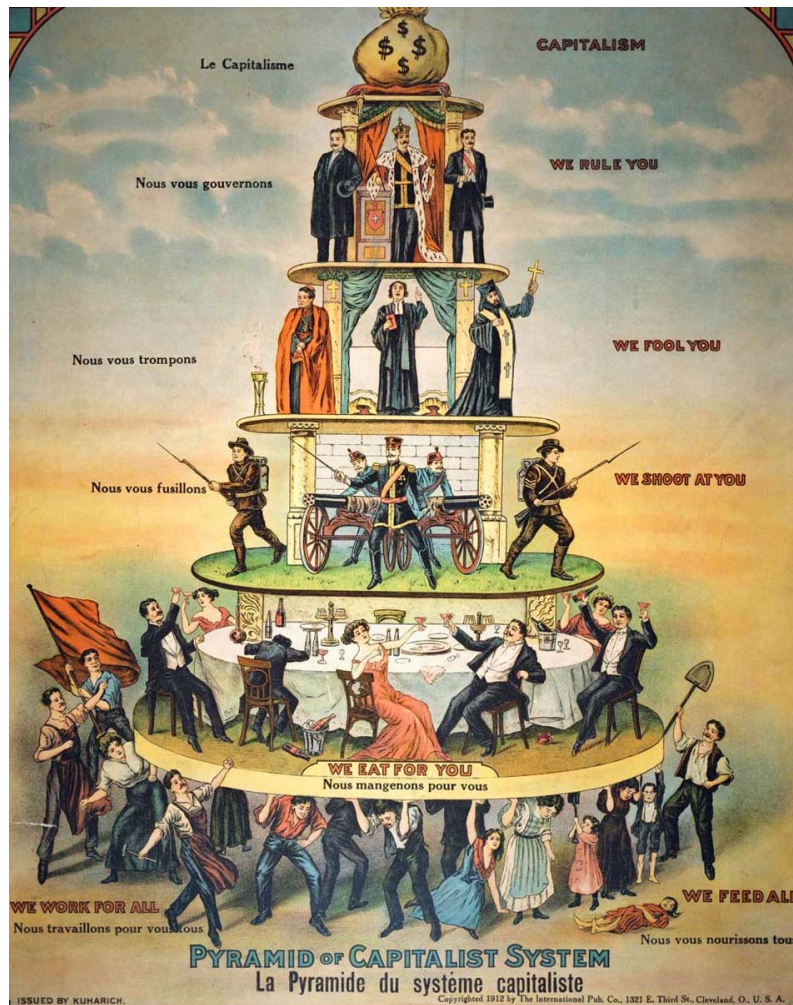 $ $ $ $
CAPITALISM
Le Capitalisme
WE RULE YOU
Nous vous gouvernons
WE FOOL YOU
Nous vous trompons
WE SHOOT AT YOU
Nous vous fusillons
WE EAT FOR YOU
Nous mangenons pour vous
WE WORK FOR ALL
WE FEED ALL
Nous travaillons pour vous tous
Nous vous nourissons tous
PYRAMID OF CAPITALIST SYSTEM
La Pyramide du système capitaliste
ISSUED BY KUHARICH.
Copyrighted 1912 by The International Pub. Co., 1321 E. Third St., Cleveland, O., U. S. A.